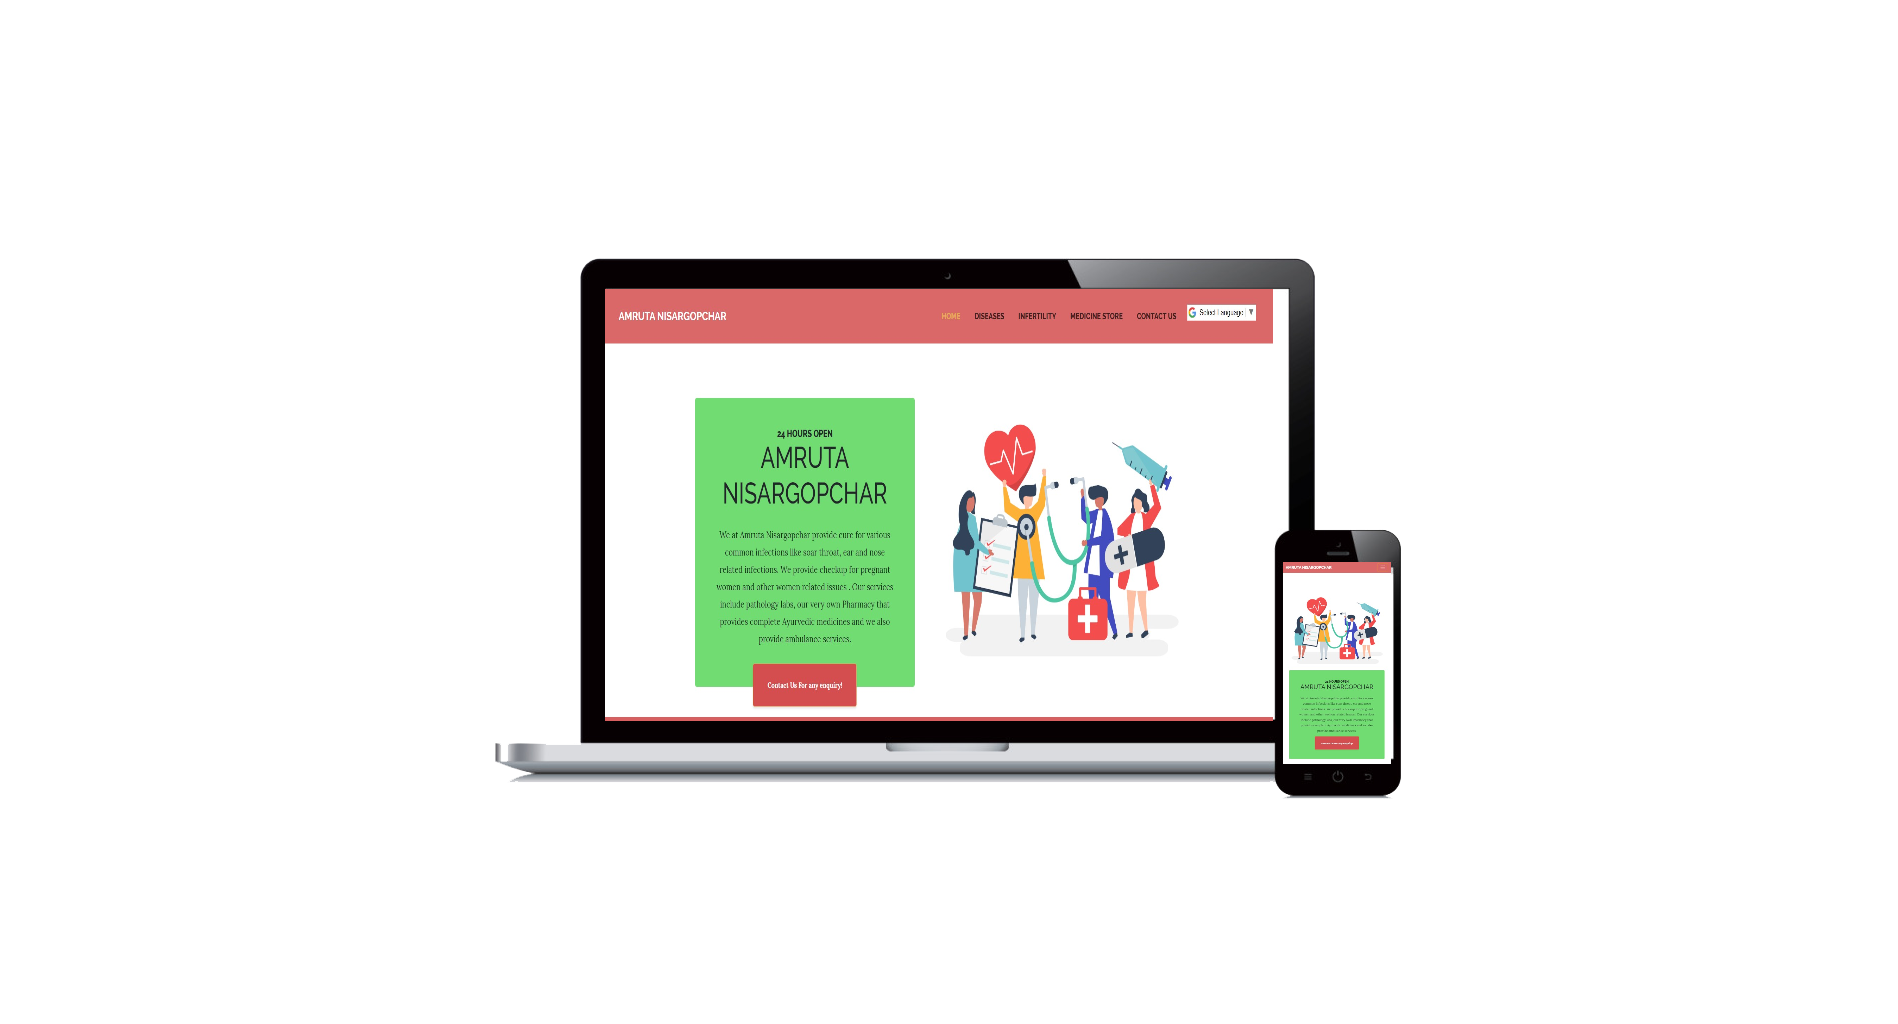 AMRUTA NISARGOPCHAR
HOME DISEASES INFERTILITY MEDICINE STORE CONTACT US Select Language ▼
24 HOURS OPEN
AMRUTA
NISARGOPCHAR
We at Amruta Nisargopchar provide cure for various
common infections like soar throat, ear and nose
related infections. We provide checkup for pregnant
women and other women related issues . Our services
include pathology labs, our very own Pharmacy that
provides complete Ayurvedic medicines and we also
provide ambulance services.
Contact Us For any enquiry!
AMRUTA NISARGOPCHAR
24 HOURS OPEN
AMRUTA NISARGOPCHAR